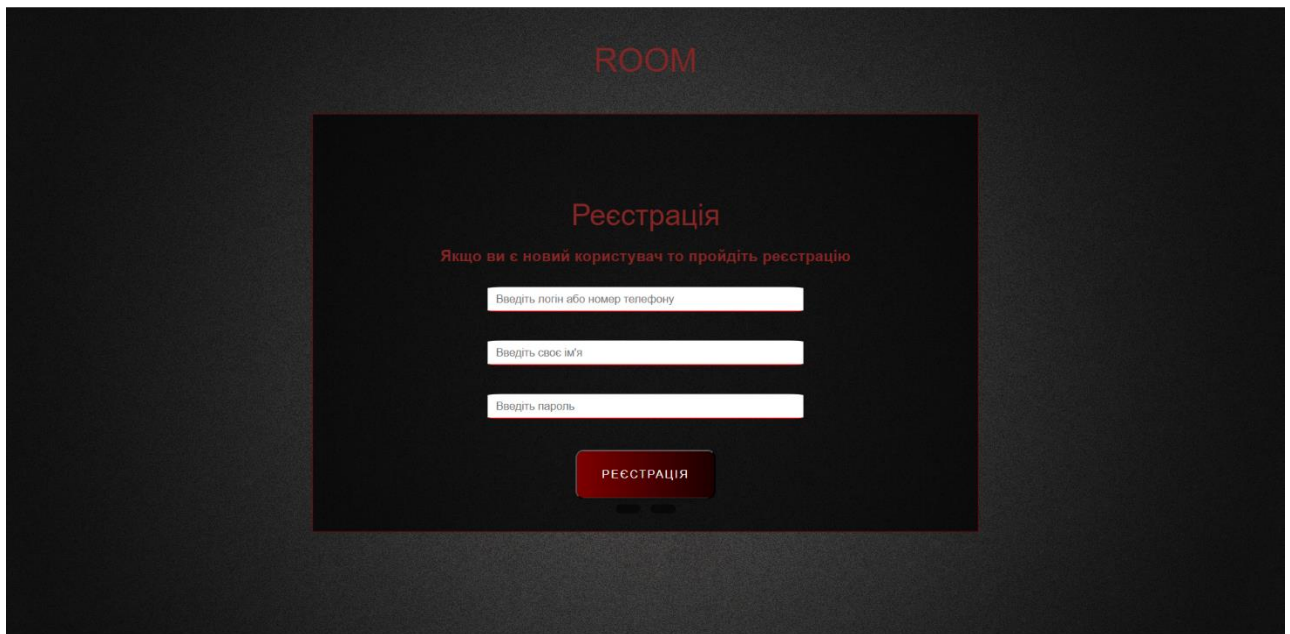 ROOM
Реєстрація
Якщо ви є новий користувач то пройдіть реєстрацію
Введіть логін або номер телефону
Введіть своє ім'я
Введіть пароль
РЕЄСТРАЦІЯ